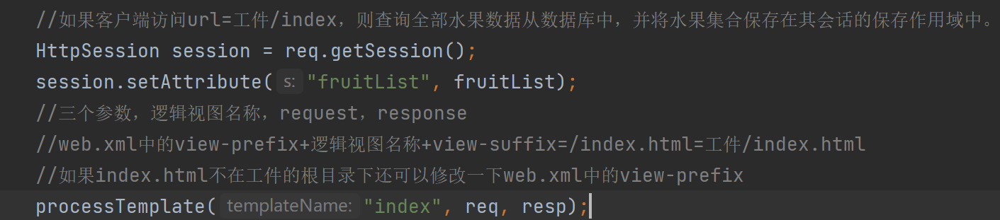 //如果客户端访问url=工件/index，则查询全部水果数据从数据库中，并将水果集合保存在其会话的保存作用域中。
HttpSession session = req.getSession();
session.setAttribute( s: "fruitList", fruitList);
//三个参数，逻辑视图名称，request，response
//web.xml中的view-prefix+逻辑视图名称+view-suffix=/index.html=工件/index.html
//如果index.html不在工件的根目录下还可以修改一下web.xml中的view-prefix
processTemplate( templateName: "index", req, resp);